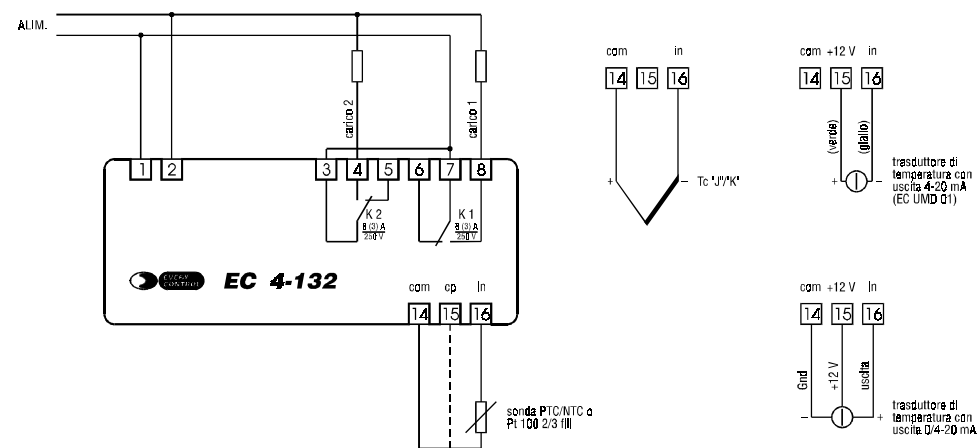 ALIM.
carico 2
carico 1
1 2 3 4 5 6 7 8
K 2
8 (3) A
250 V
K 1
8 (3) A
250 V
EVERY
CONTROL
EC 4-132
com cp in
14 15 16
sonda PTC/NTC o
Pt 100 2/3 fili
com in
14 15 16
+ − Tc "J"/"K"
com +12 V in
14 15 16
(verde)
(giallo)
+ −
trasduttore di
temperatura con
uscita 4-20 mA
(EC UMD 01)
com +12 V in
14 15 16
Gnd
+12 V
uscita
− +
trasduttore di
temperatura con
uscita 0/4-20 mA